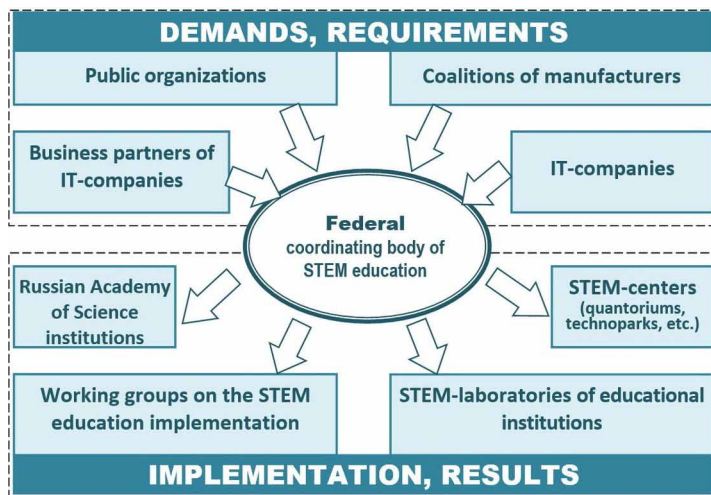 DEMANDS, REQUIREMENTS
Public organizations
Coalitions of manufacturers
Business partners of
IT-companies
IT-companies
Federal
coordinating body of
STEM education
Russian Academy
of Science
institutions
STEM-centers
(quantoriums,
technoparks, etc.)
Working groups on the STEM
education implementation
STEM-laboratories of educational
institutions
IMPLEMENTATION, RESULTS